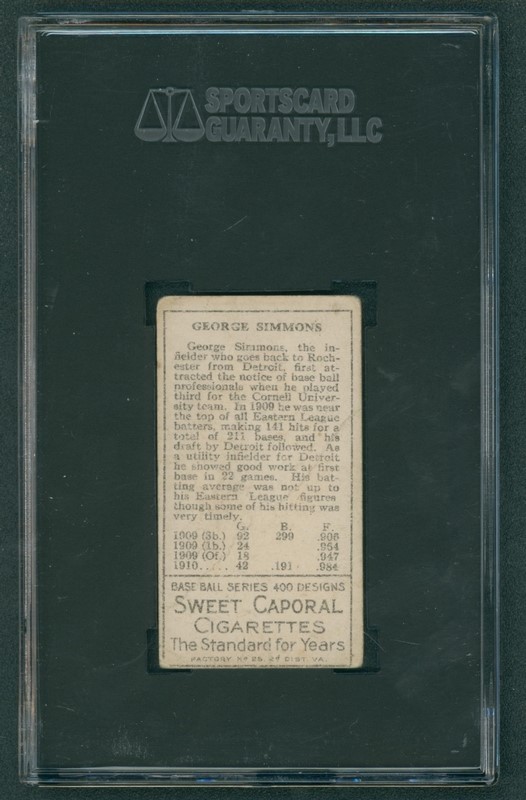 SPORTSCARD
GUARANTY, LLC
GEORGE SIMMONS
George Simmons, the in-
fielder who goes back to Roch-
ester from Detroit, first at-
tracted the notice of base ball
professionals when he played
third for the Cornell Univer-
sity team. In 1909 he was near
the top of all Eastern League
batters, making 141 hits for a
total of 211 bases, and his
draft by Detroit followed. As
a utility infielder for Detroit
he showed good work at first
base in 22 games. His bat-
ting average was not up to
his Eastern League figures
though some of his hitting was
very timely.
G. B. F.
1909 (3b.) 92 299 .906
1909 (1b.) 24 .954
1909 (Of.) 18 .947
1910..... 42 .191 .984
BASE BALL SERIES 400 DESIGNS
SWEET CAPORAL
CIGARETTES
The Standard for Years
FACTORY No 25, 2d DIST. VA.